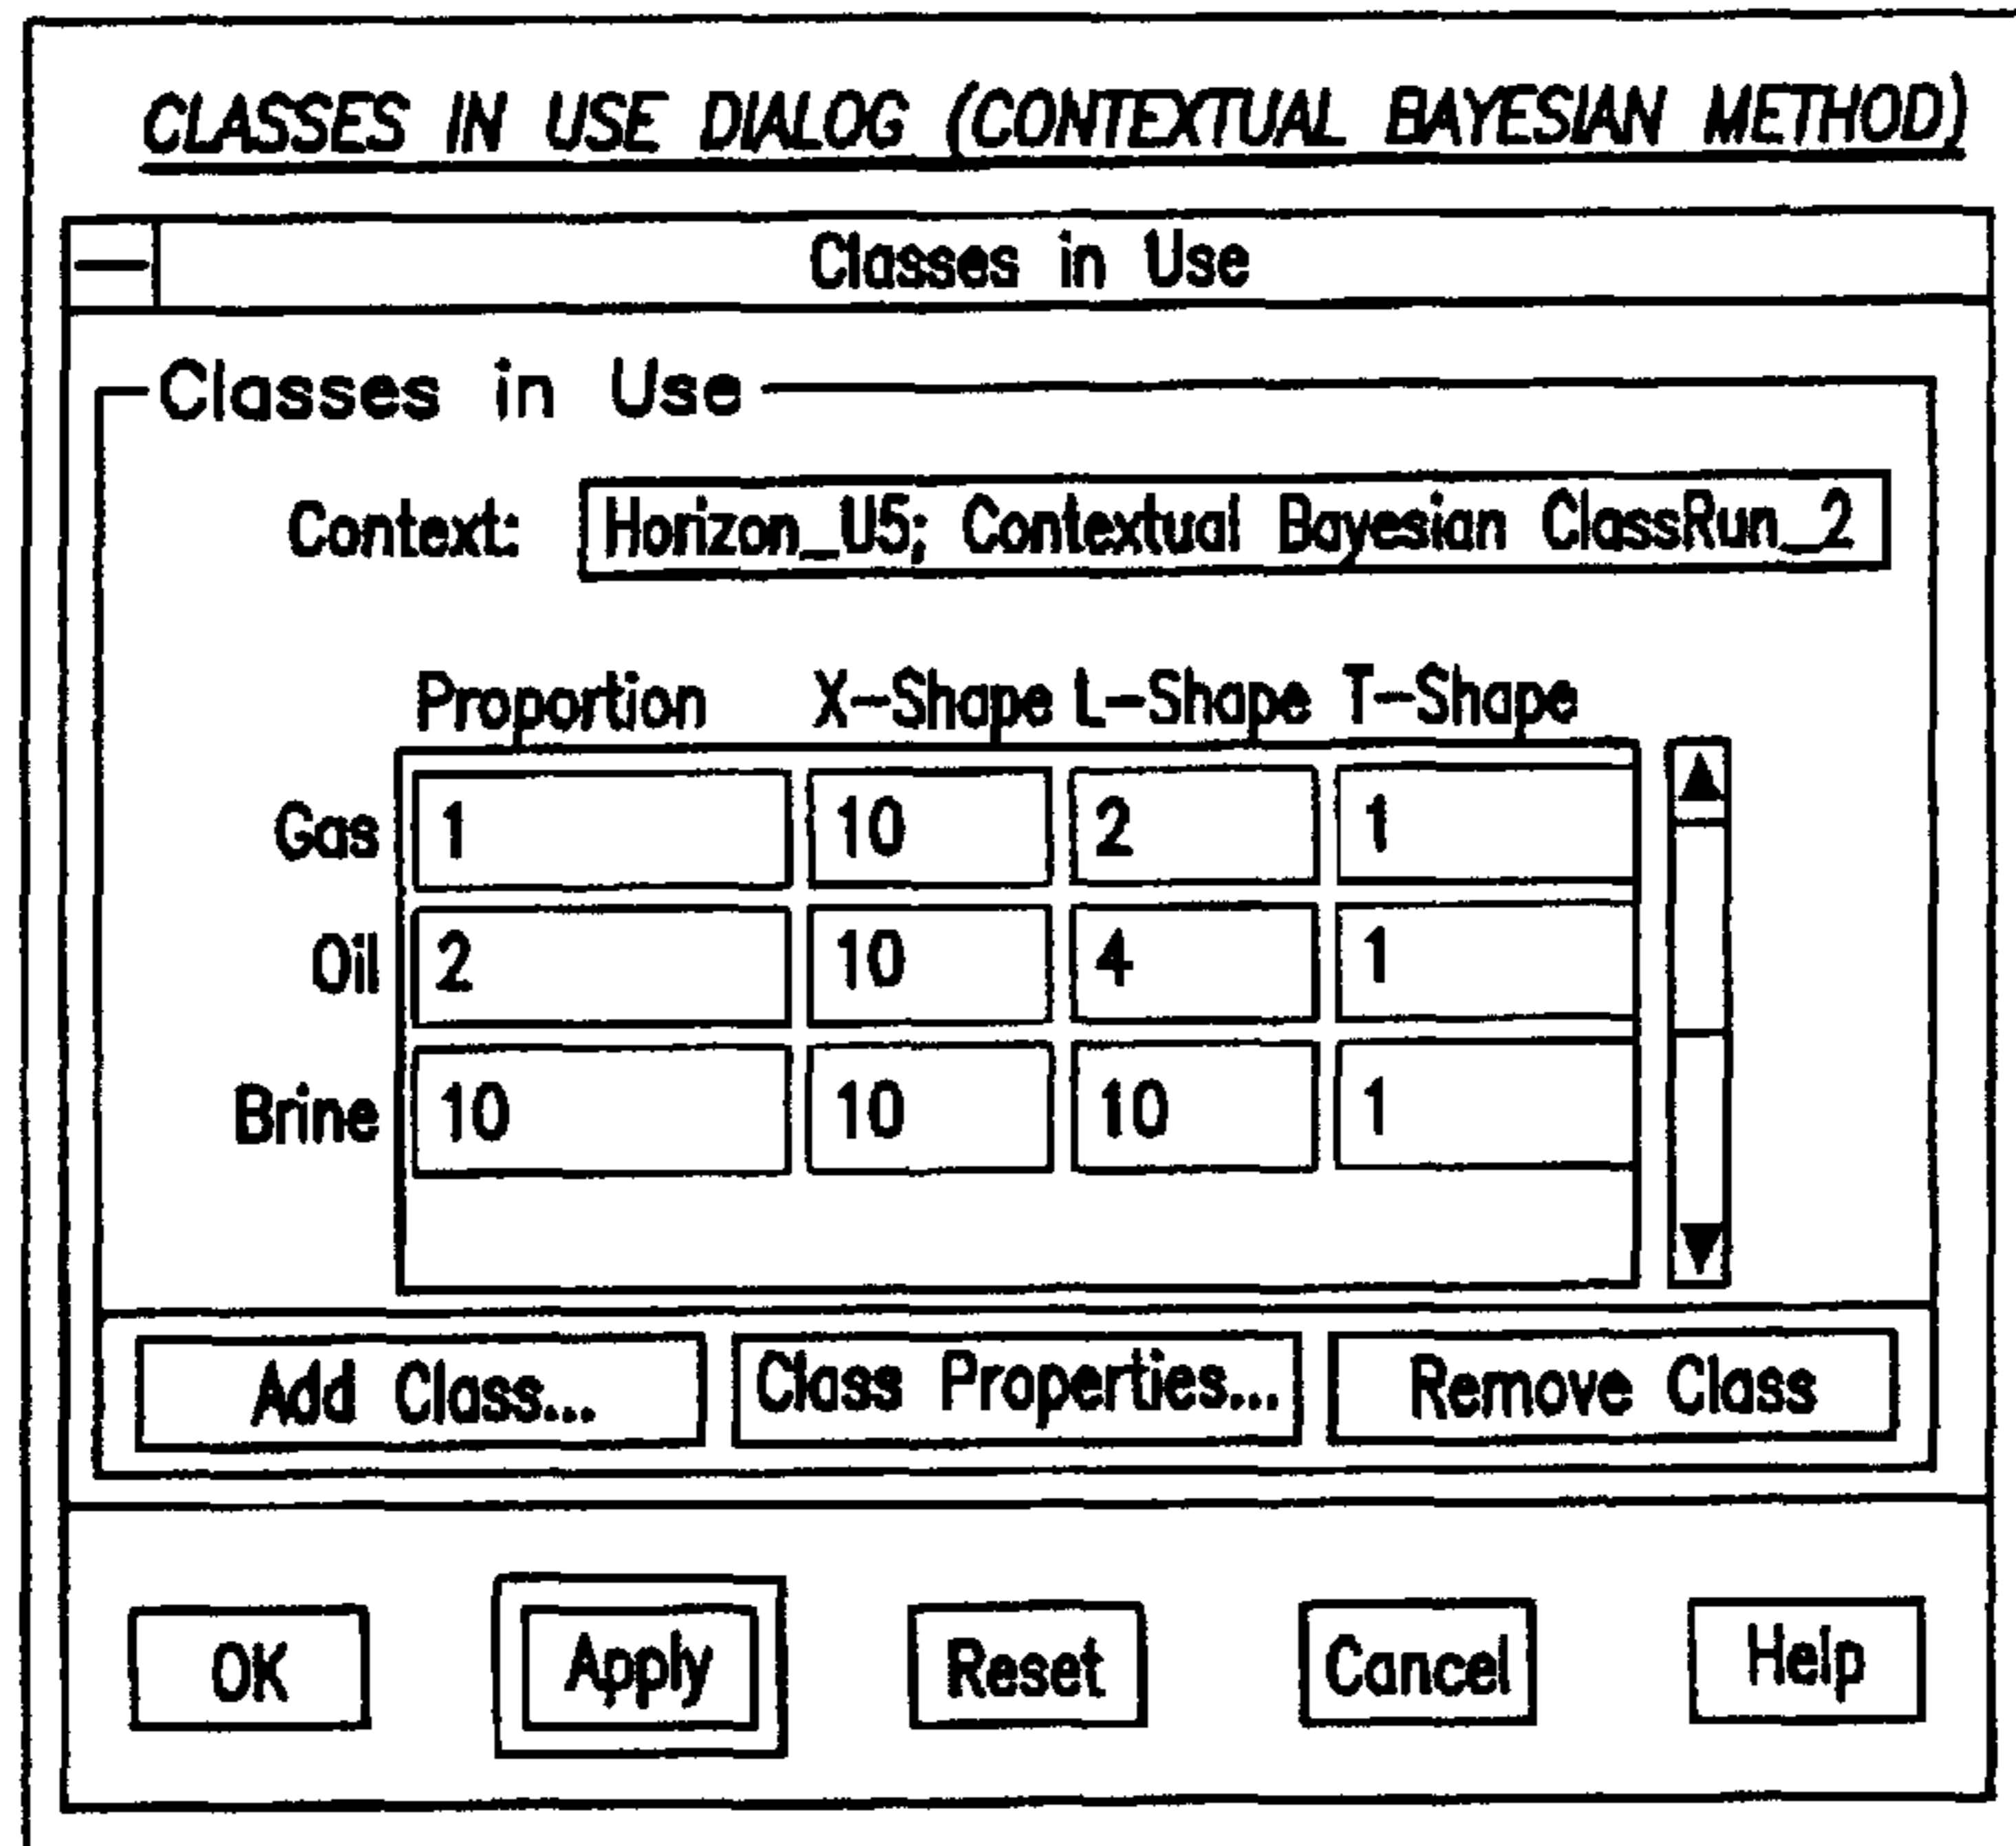 CLASSES IN USE DIALOG (CONTEXTUAL BAYESIAN METHOD)
Classes in Use
Classes in Use
Context: Horizon_U5; Contextual Bayesian ClassRun_2
Proportion X-Shape L-Shape T-Shape
Gas 1 10 2 1
Oil 2 10 4 1
Brine 10 10 10 1
Add Class... Class Properties... Remove Class
OK Apply Reset Cancel Help